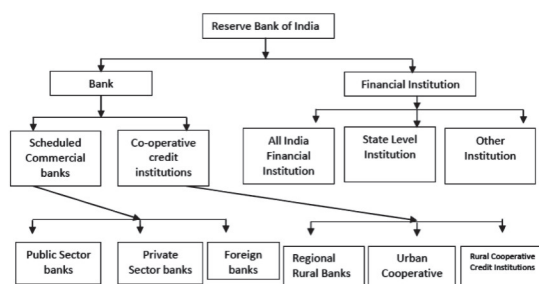 Reserve Bank of India
Bank
Financial Institution
Scheduled
Commercial
banks
Co-operative
credit
institutions
All India
Financial
Institution
State Level
Institution
Other
Institution
Public Sector
banks
Private
Sector banks
Foreign
banks
Regional
Rural Banks
Urban
Cooperative
Rural Cooperative
Credit Institutions